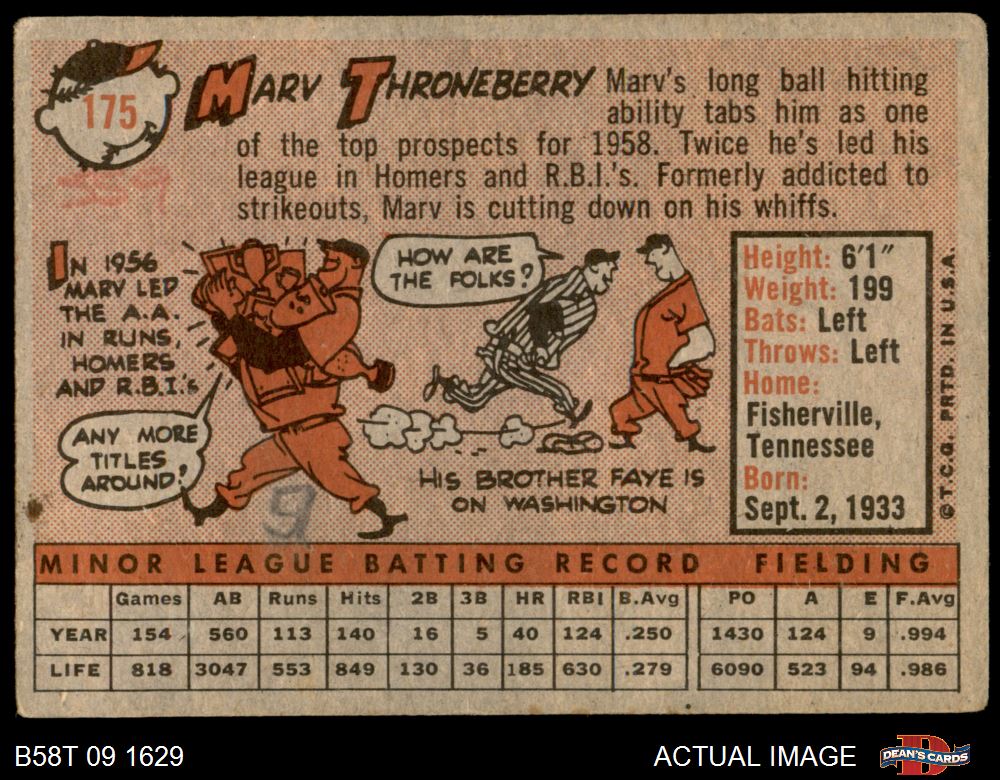 175
MARV THRONEBERRY Marv's long ball hitting
ability tabs him as one
of the top prospects for 1958. Twice he's led his
league in Homers and R.B.I.'s. Formerly addicted to
strikeouts, Marv is cutting down on his whiffs.
359
IN 1956
MARV LED
THE A.A.
IN RUNS,
HOMERS
AND R.B.I.'s
ANY MORE
TITLES
AROUND?
HOW ARE
THE FOLKS?
HIS BROTHER FAYE IS
ON WASHINGTON
Height: 6'1"
Weight: 199
Bats: Left
Throws: Left
Home:
Fisherville,
Tennessee
Born:
Sept. 2, 1933
© T.C.G. PRTD. IN U.S.A.
MINOR LEAGUE BATTING RECORD FIELDING
Games AB Runs Hits 2B 3B HR RBI B.Avg PO A E F.Avg
YEAR 154 560 113 140 16 5 40 124 .250 1430 124 9 .994
LIFE 818 3047 553 849 130 36 185 630 .279 6090 523 94 .986
B58T 09 1629
ACTUAL IMAGE
DEAN'S CARDS